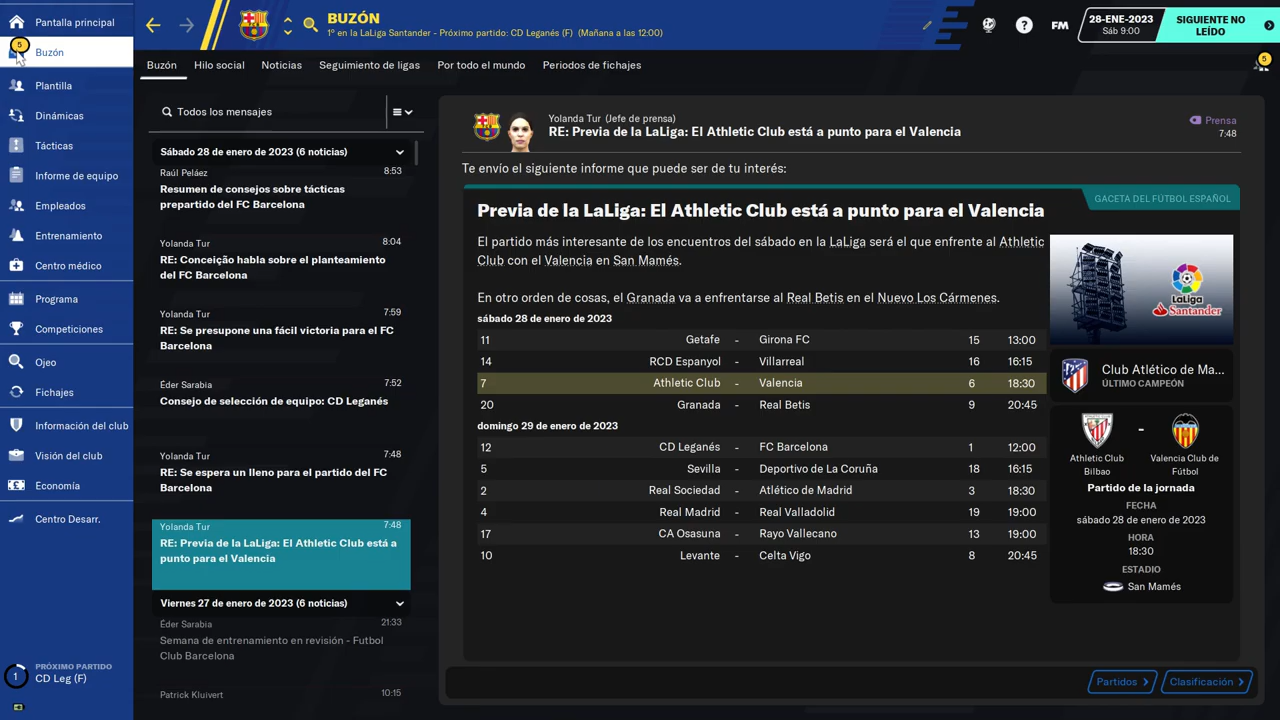 Pantalla principal
5
Buzón
Plantilla
Dinámicas
Tácticas
Informe de equipo
Empleados
Entrenamiento
Centro médico
Programa
Competiciones
Ojeo
Fichajes
Información del club
Visión del club
Economía
Centro Desarr.
PRÓXIMO PARTIDO
1 CD Leg (F)
BUZÓN
1º en la LaLiga Santander - Próximo partido: CD Leganés (F) (Mañana a las 12:00)
?
FM
28-ENE-2023
Sáb 9:00
SIGUIENTE NO
LEÍDO
Buzón Hilo social Noticias Seguimiento de ligas Por todo el mundo Períodos de fichajes
5
Todos los mensajes
Sábado 28 de enero de 2023 (6 noticias)
Raúl Peláez 8:53
Resumen de consejos sobre tácticas
prepartido del FC Barcelona
Yolanda Tur 8:04
RE: Conceição habla sobre el planteamiento
del FC Barcelona
Yolanda Tur 7:59
RE: Se presupone una fácil victoria para el FC
Barcelona
Éder Sarabia 7:52
Consejo de selección de equipo: CD Leganés
Yolanda Tur 7:48
RE: Se espera un lleno para el partido del FC
Barcelona
Yolanda Tur 7:48
RE: Previa de la LaLiga: El Athletic Club está a
punto para el Valencia
Viernes 27 de enero de 2023 (6 noticias)
Éder Sarabia 21:33
Semana de entrenamiento en revisión - Futbol
Club Barcelona
Patrick Kluivert 10:15
Yolanda Tur (Jefe de prensa)
RE: Previa de la LaLiga: El Athletic Club está a punto para el Valencia
Prensa
7:48
Te envío el siguiente informe que puede ser de tu interés:
GACETA DEL FÚTBOL ESPAÑOL
Previa de la LaLiga: El Athletic Club está a punto para el Valencia
El partido más interesante de los encuentros del sábado en la LaLiga será el que enfrente al Athletic
Club con el Valencia en San Mamés.
En otro orden de cosas, el Granada va a enfrentarse al Real Betis en el Nuevo Los Cármenes.
sábado 28 de enero de 2023
11 Getafe - Girona FC 15 13:00
14 RCD Espanyol - Villarreal 16 16:15
7 Athletic Club - Valencia 6 18:30
20 Granada - Real Betis 9 20:45
domingo 29 de enero de 2023
12 CD Leganés - FC Barcelona 1 12:00
5 Sevilla - Deportivo de La Coruña 18 16:15
2 Real Sociedad - Atlético de Madrid 3 18:30
4 Real Madrid - Real Valladolid 19 19:00
17 CA Osasuna - Rayo Vallecano 13 19:00
10 Levante - Celta Vigo 8 20:45
LaLiga
Santander
Club Atlético de Ma...
ÚLTIMO CAMPEÓN
-
Athletic Club
Bilbao
Valencia Club de
Fútbol
Partido de la jornada
FECHA
sábado 28 de enero de 2023
HORA
18:30
ESTADIO
San Mamés
Partidos
Clasificación